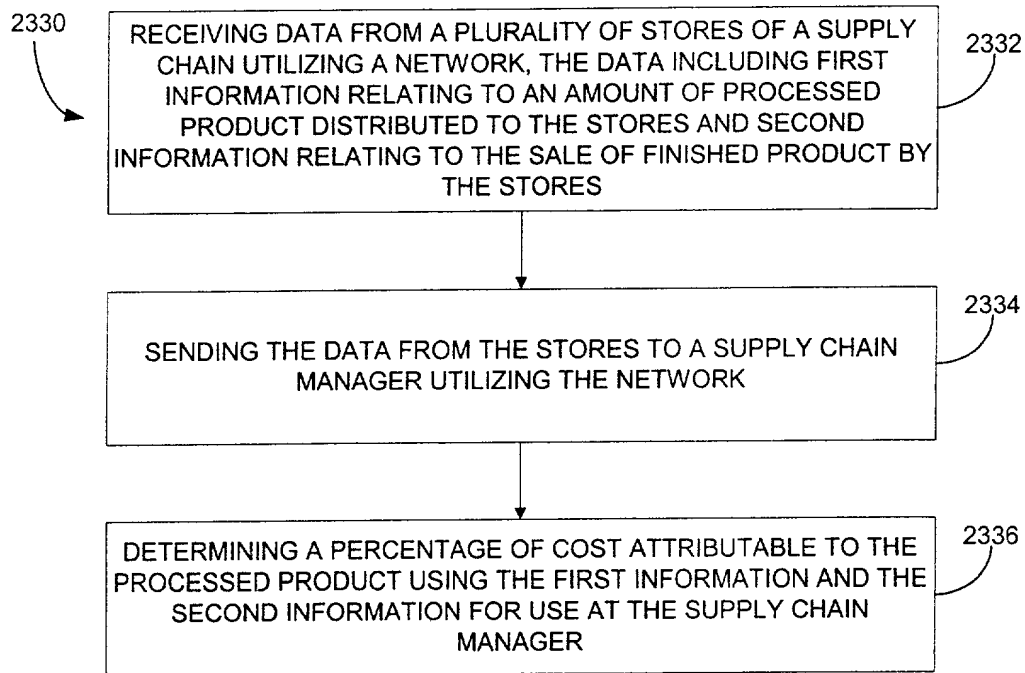 2330
RECEIVING DATA FROM A PLURALITY OF STORES OF A SUPPLY
CHAIN UTILIZING A NETWORK, THE DATA INCLUDING FIRST
INFORMATION RELATING TO AN AMOUNT OF PROCESSED
PRODUCT DISTRIBUTED TO THE STORES AND SECOND
INFORMATION RELATING TO THE SALE OF FINISHED PRODUCT BY
THE STORES
2332
SENDING THE DATA FROM THE STORES TO A SUPPLY CHAIN
MANAGER UTILIZING THE NETWORK
2334
DETERMINING A PERCENTAGE OF COST ATTRIBUTABLE TO THE
PROCESSED PRODUCT USING THE FIRST INFORMATION AND THE
SECOND INFORMATION FOR USE AT THE SUPPLY CHAIN
MANAGER
2336